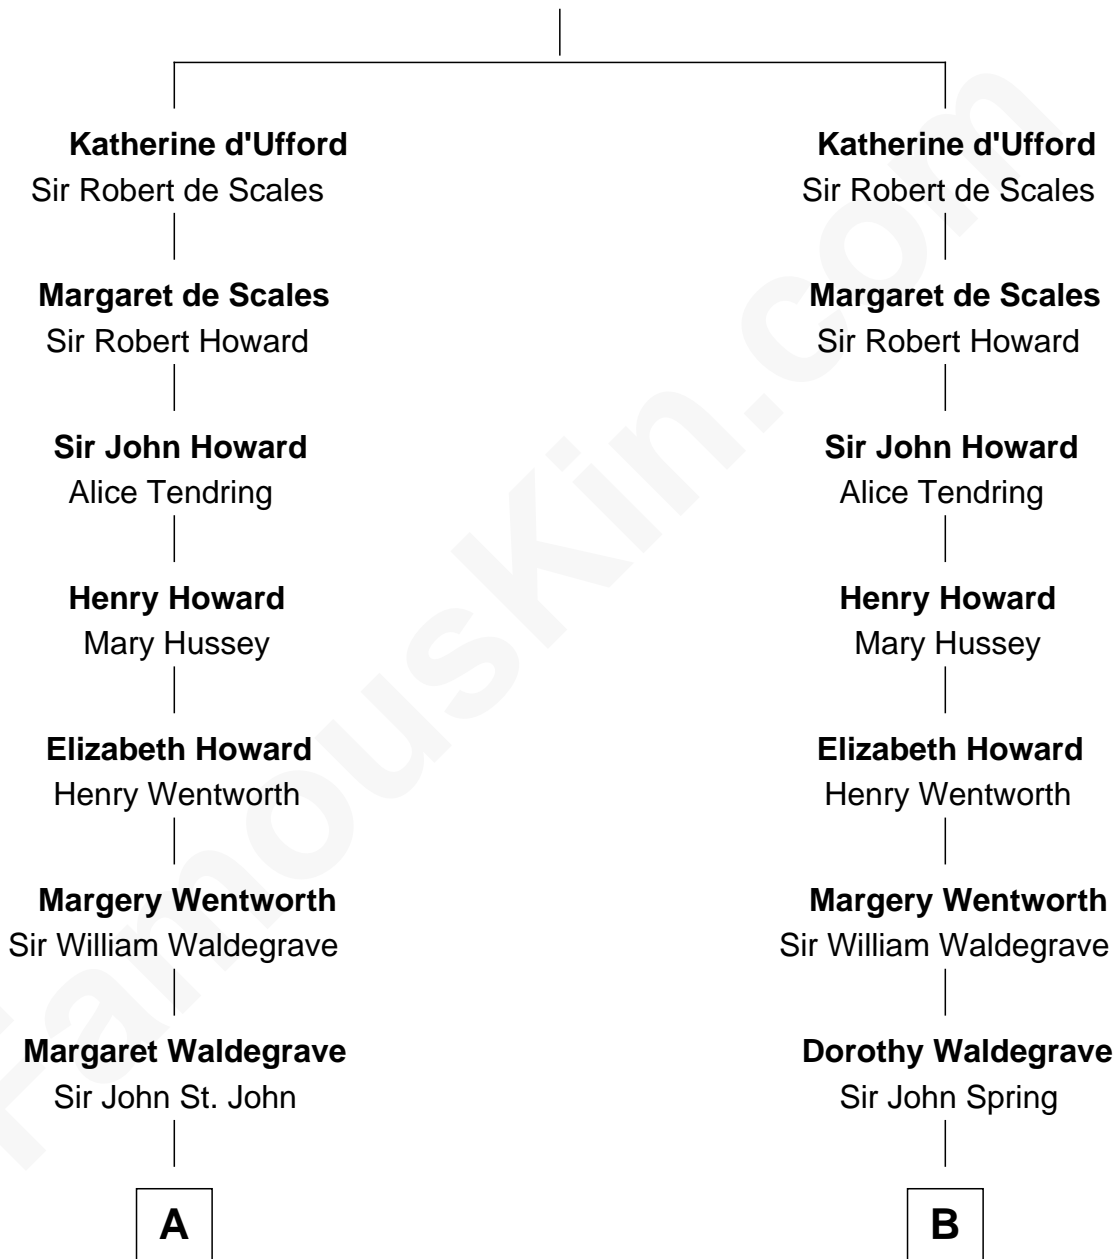 Katherine d'Ufford
Sir Robert de Scales
Margaret de Scales
Sir Robert Howard
Sir John Howard
Alice Tendring
Henry Howard
Mary Hussey
Elizabeth Howard
Henry Wentworth
Margery Wentworth
Sir William Waldegrave
Margaret Waldegrave
Sir John St. John
A
Katherine d'Ufford
Sir Robert de Scales
Margaret de Scales
Sir Robert Howard
Sir John Howard
Alice Tendring
Henry Howard
Mary Hussey
Elizabeth Howard
Henry Wentworth
Margery Wentworth
Sir William Waldegrave
Dorothy Waldegrave
Sir John Spring
B
FamousKin.com